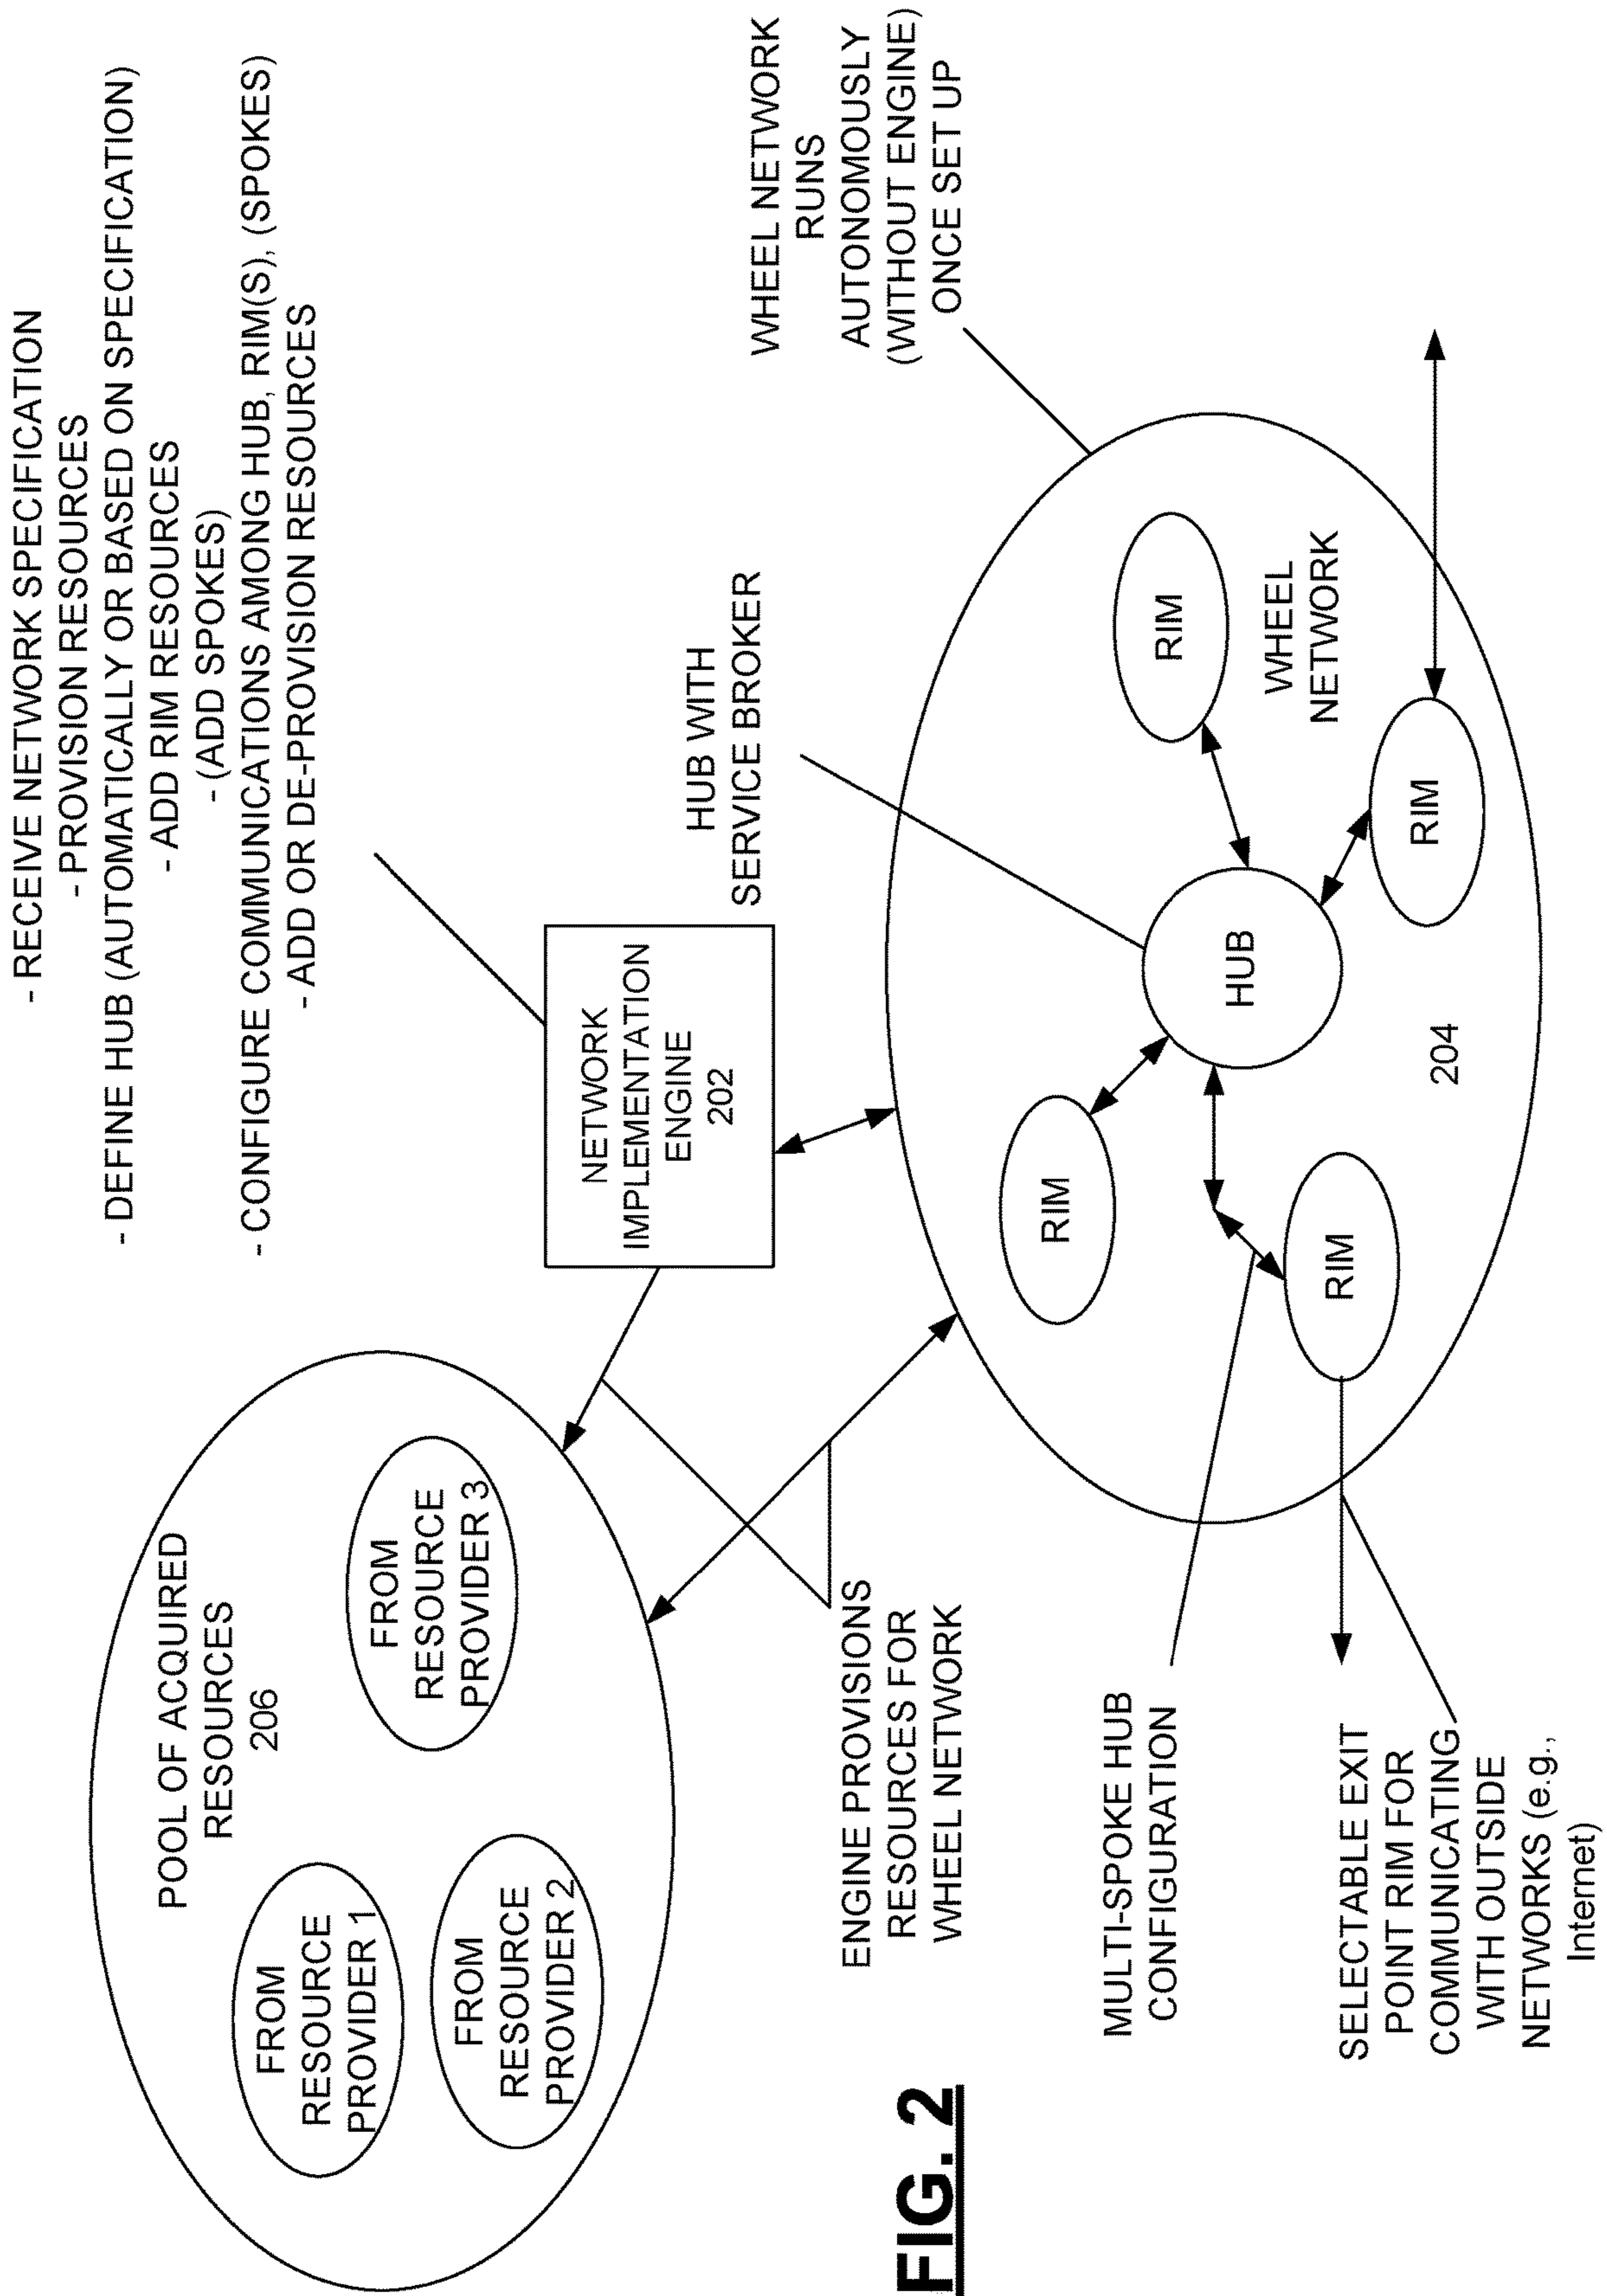 - RECEIVE NETWORK SPECIFICATION
- PROVISION RESOURCES
- DEFINE HUB (AUTOMATICALLY OR BASED ON SPECIFICATION)
- ADD RIM RESOURCES
- (ADD SPOKES)
- CONFIGURE COMMUNICATIONS AMONG HUB, RIM(S), (SPOKES)
- ADD OR DE-PROVISION RESOURCES
POOL OF ACQUIRED
RESOURCES
206
FROM
RESOURCE
PROVIDER 1
FROM
RESOURCE
PROVIDER 2
FROM
RESOURCE
PROVIDER 3
NETWORK
IMPLEMENTATION
ENGINE
202
HUB WITH
SERVICE BROKER
WHEEL NETWORK
RUNS
AUTONOMOUSLY
(WITHOUT ENGINE)
ONCE SET UP
ENGINE PROVISIONS
RESOURCES FOR
WHEEL NETWORK
RIM
RIM
HUB
RIM
RIM
WHEEL
NETWORK
204
MULTI-SPOKE HUB
CONFIGURATION
SELECTABLE EXIT
POINT RIM FOR
COMMUNICATING
WITH OUTSIDE
NETWORKS (e.g.,
Internet)
FIG. 2